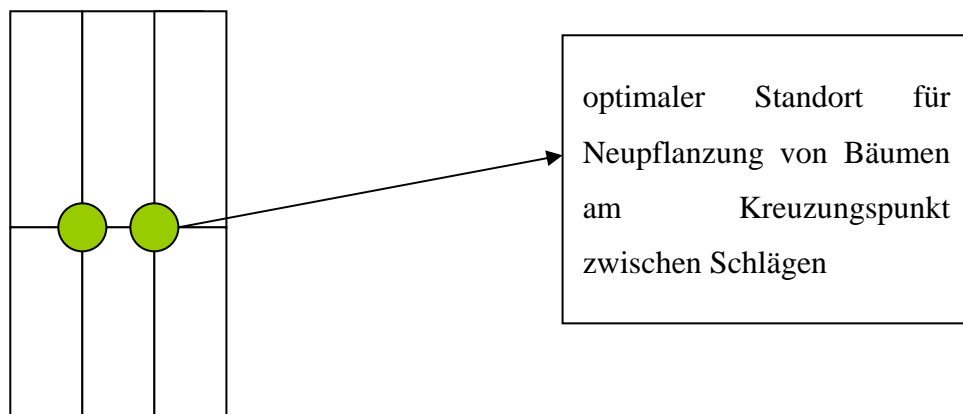 optimaler Standort für
Neupflanzung von Bäumen
am Kreuzungspunkt
zwischen Schlägen